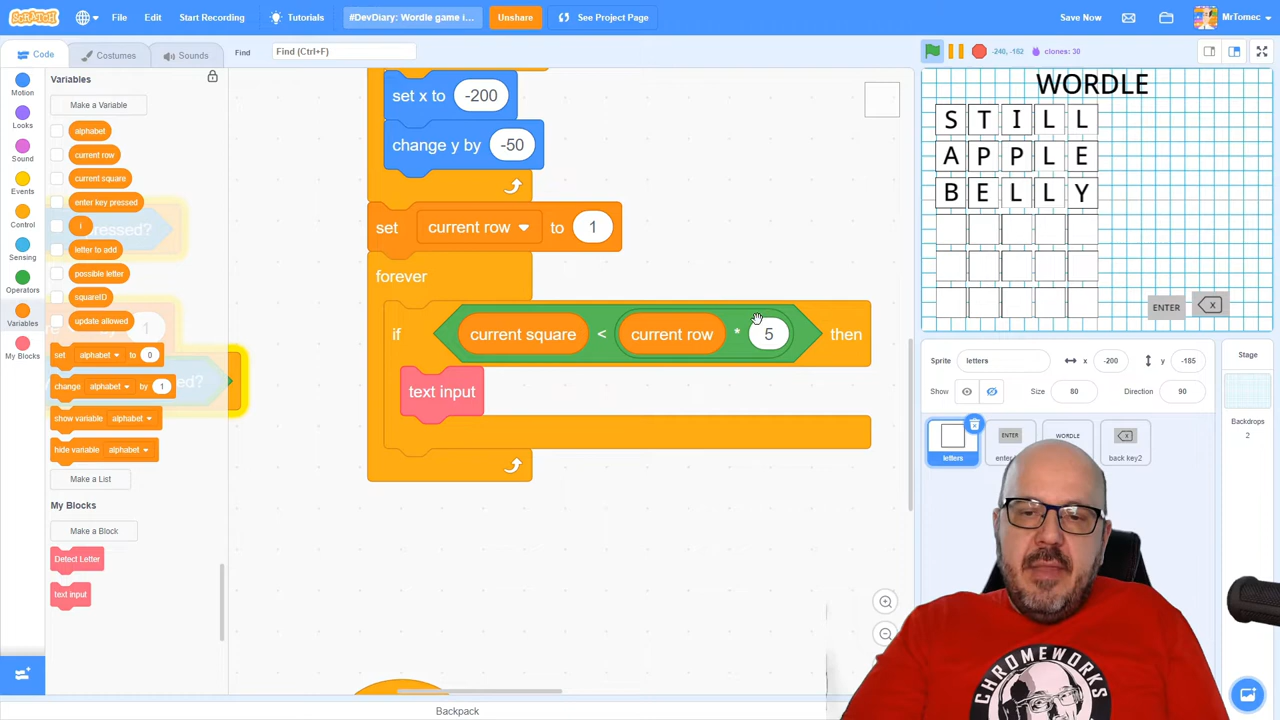 SCRATCH
File
Edit
Start Recording
Tutorials
#DevDiary: Wordle game i...
Unshare
See Project Page
Save Now
MrTomec
Code
Costumes
Sounds
Find
Find (Ctrl+F)
-240, -182
clones: 30
Motion
Looks
Sound
Events
Control
Sensing
Operators
Variables
My Blocks
Variables
Make a Variable
alphabet
current row
current square
enter key pressed
i
letter to add
possible letter
squareID
update allowed
set alphabet to 0
change alphabet by 1
show variable alphabet
hide variable alphabet
Make a List
My Blocks
Make a Block
Detect Letter
text input
essed?
1
ed?
set x to -200
change y by -50
set current row to 1
forever
if current square < current row * 5 then
text input
Backpack
WORDLE
S T I L L
A P P L E
B E L L Y
ENTER X
Sprite letters x -200 y -185
Show Size 80 Direction 90
Stage
Backdrops
2
letters
ENTER
enter
WORDLE
X
back key2
CHROMEWORKS